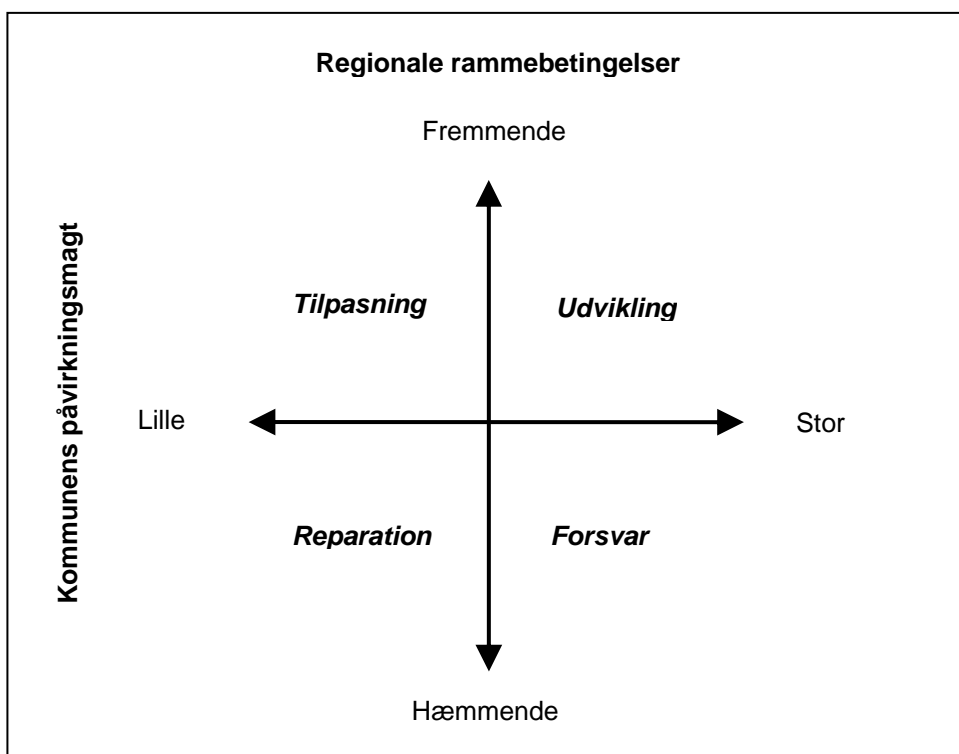 Regionale rammebetingelser
Fremmende
Kommunens påvirkningsmagt
Tilpasning
Udvikling
Lille
Stor
Reparation
Forsvar
Hæmmende